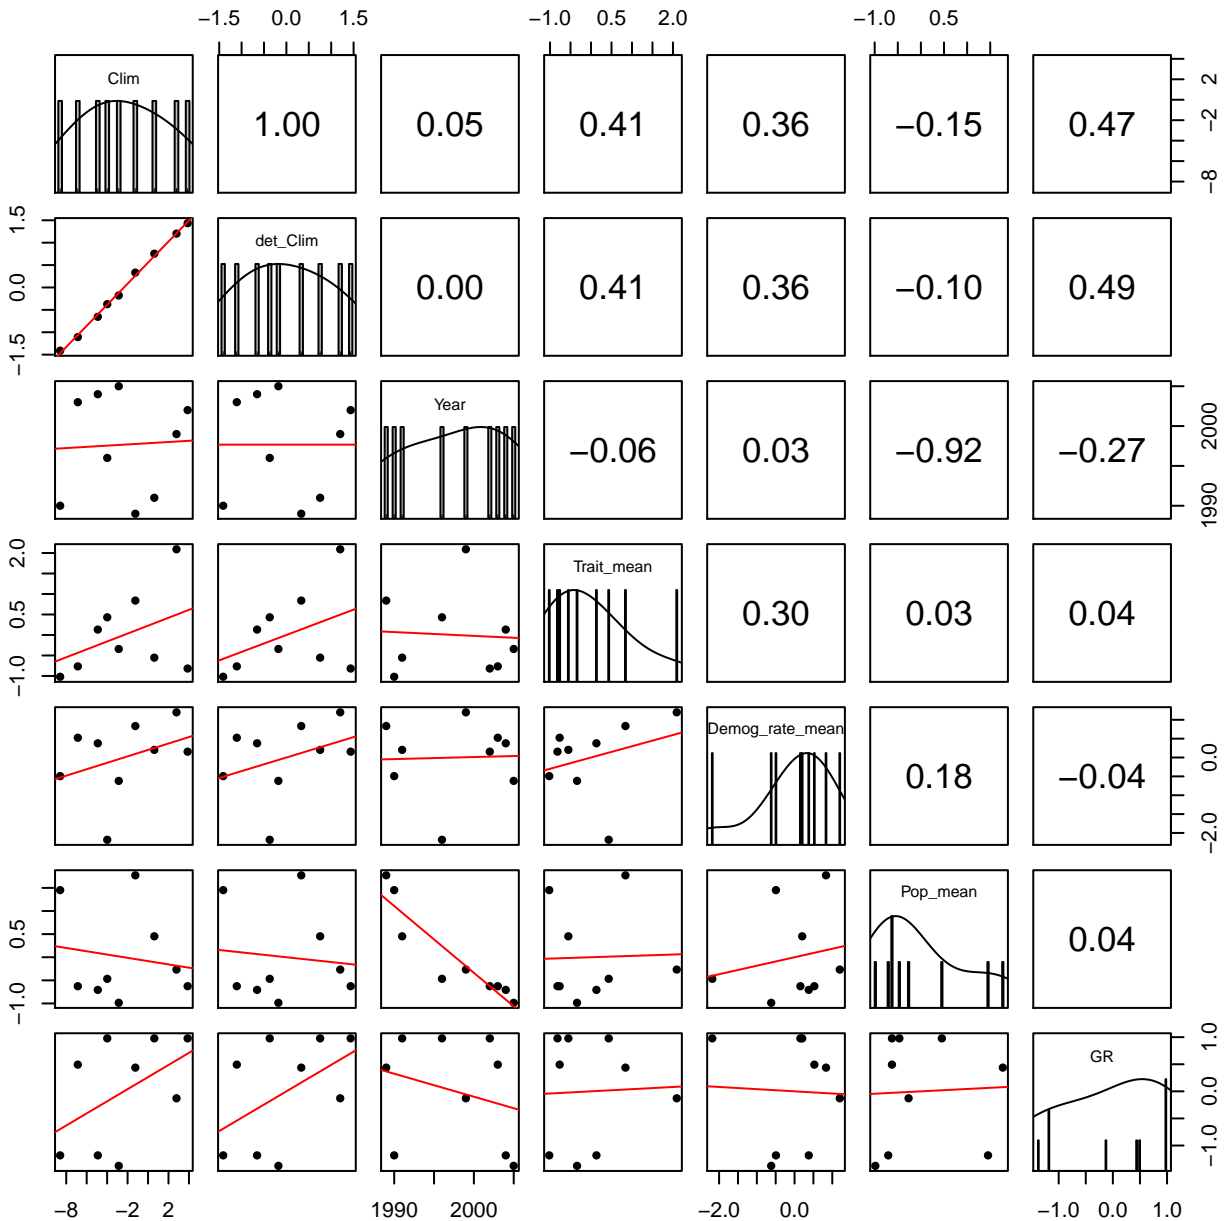 −1.5 0.0 1.5 −1.0 0.5 2.0 −1.0 0.5
Clim 1.00 0.05 0.41 0.36 −0.15 0.47 −8 −2 2
−1.5 0.0 1.5 det_Clim 0.00 0.41 0.36 −0.10 0.49
Year −0.06 0.03 −0.92 −0.27 1990 2000
−1.0 0.5 2.0 Trait_mean 0.30 0.03 0.04
Demog_rate_mean 0.18 −0.04 −2.0 0.0
−1.0 0.5 Pop_mean 0.04
GR −1.0 0.0 1.0
−8 −2 2 1990 2000 −2.0 0.0 −1.0 0.0 1.0